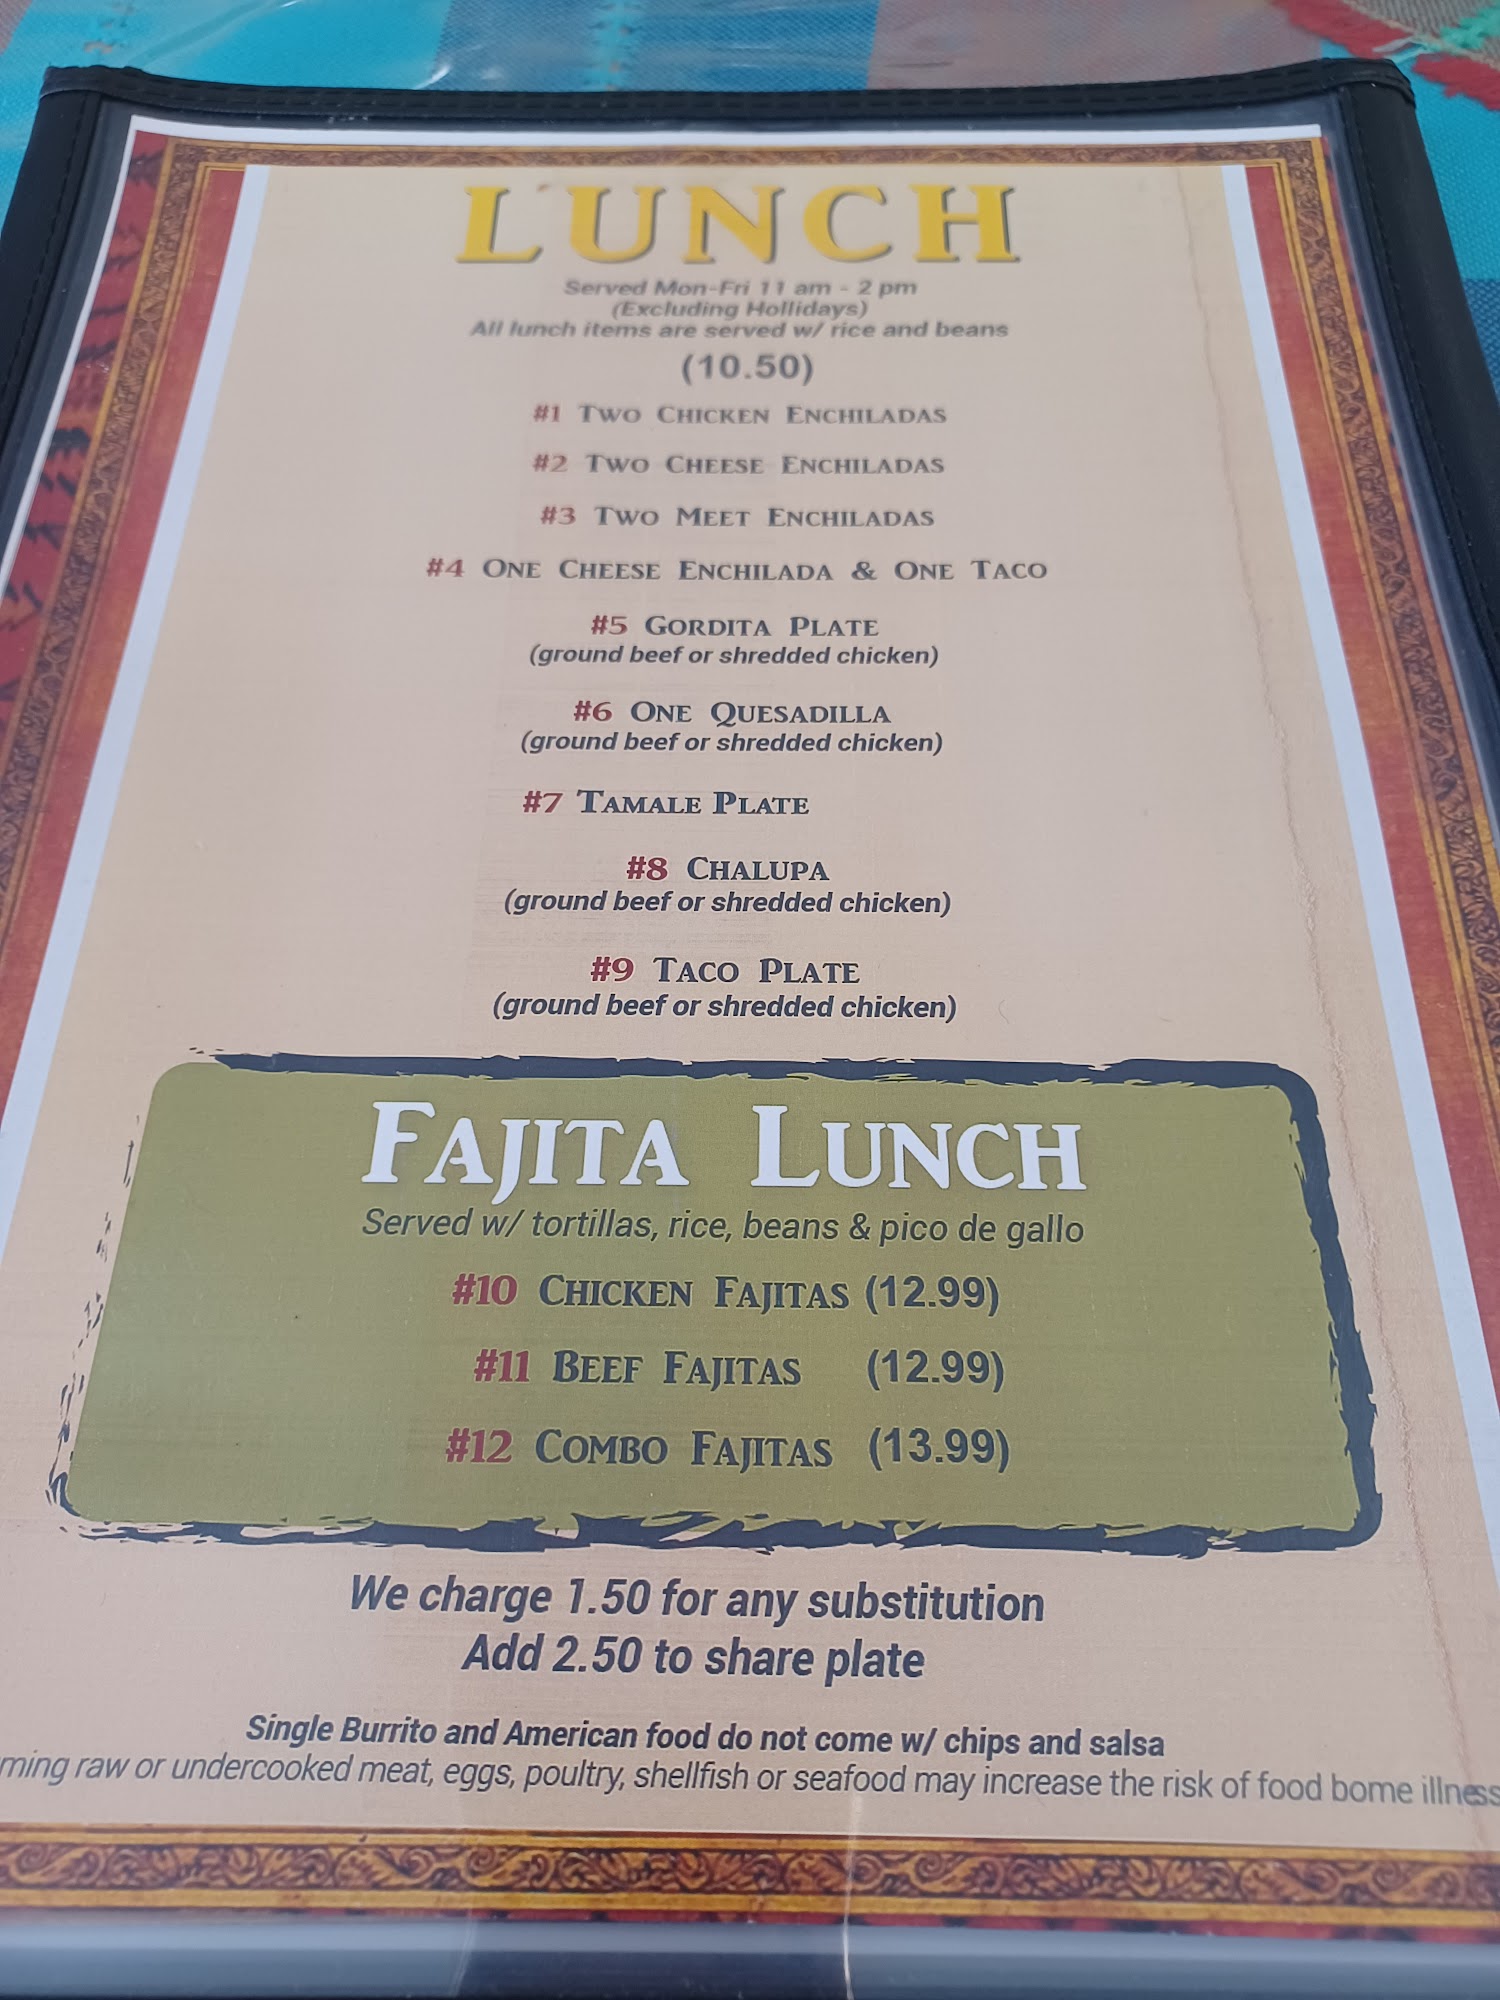 LUNCH
Served Mon-Fri 11 am - 2 pm
(Excluding Hollidays)
All lunch items are served w/ rice and beans
(10.50)
#1 Two Chicken Enchiladas
#2 Two Cheese Enchiladas
#3 Two Meet Enchiladas
#4 One Cheese Enchilada & One Taco
#5 Gordita Plate
(ground beef or shredded chicken)
#6 One Quesadilla
(ground beef or shredded chicken)
#7 Tamale Plate
#8 Chalupa
(ground beef or shredded chicken)
#9 Taco Plate
(ground beef or shredded chicken)
Fajita Lunch
Served w/ tortillas, rice, beans & pico de gallo
#10 Chicken Fajitas (12.99)
#11 Beef Fajitas (12.99)
#12 Combo Fajitas (13.99)
We charge 1.50 for any substitution
Add 2.50 to share plate
Single Burrito and American food do not come w/ chips and salsa
raw or undercooked meat, eggs, poultry, shellfish or seafood may increase the risk of food borne illness